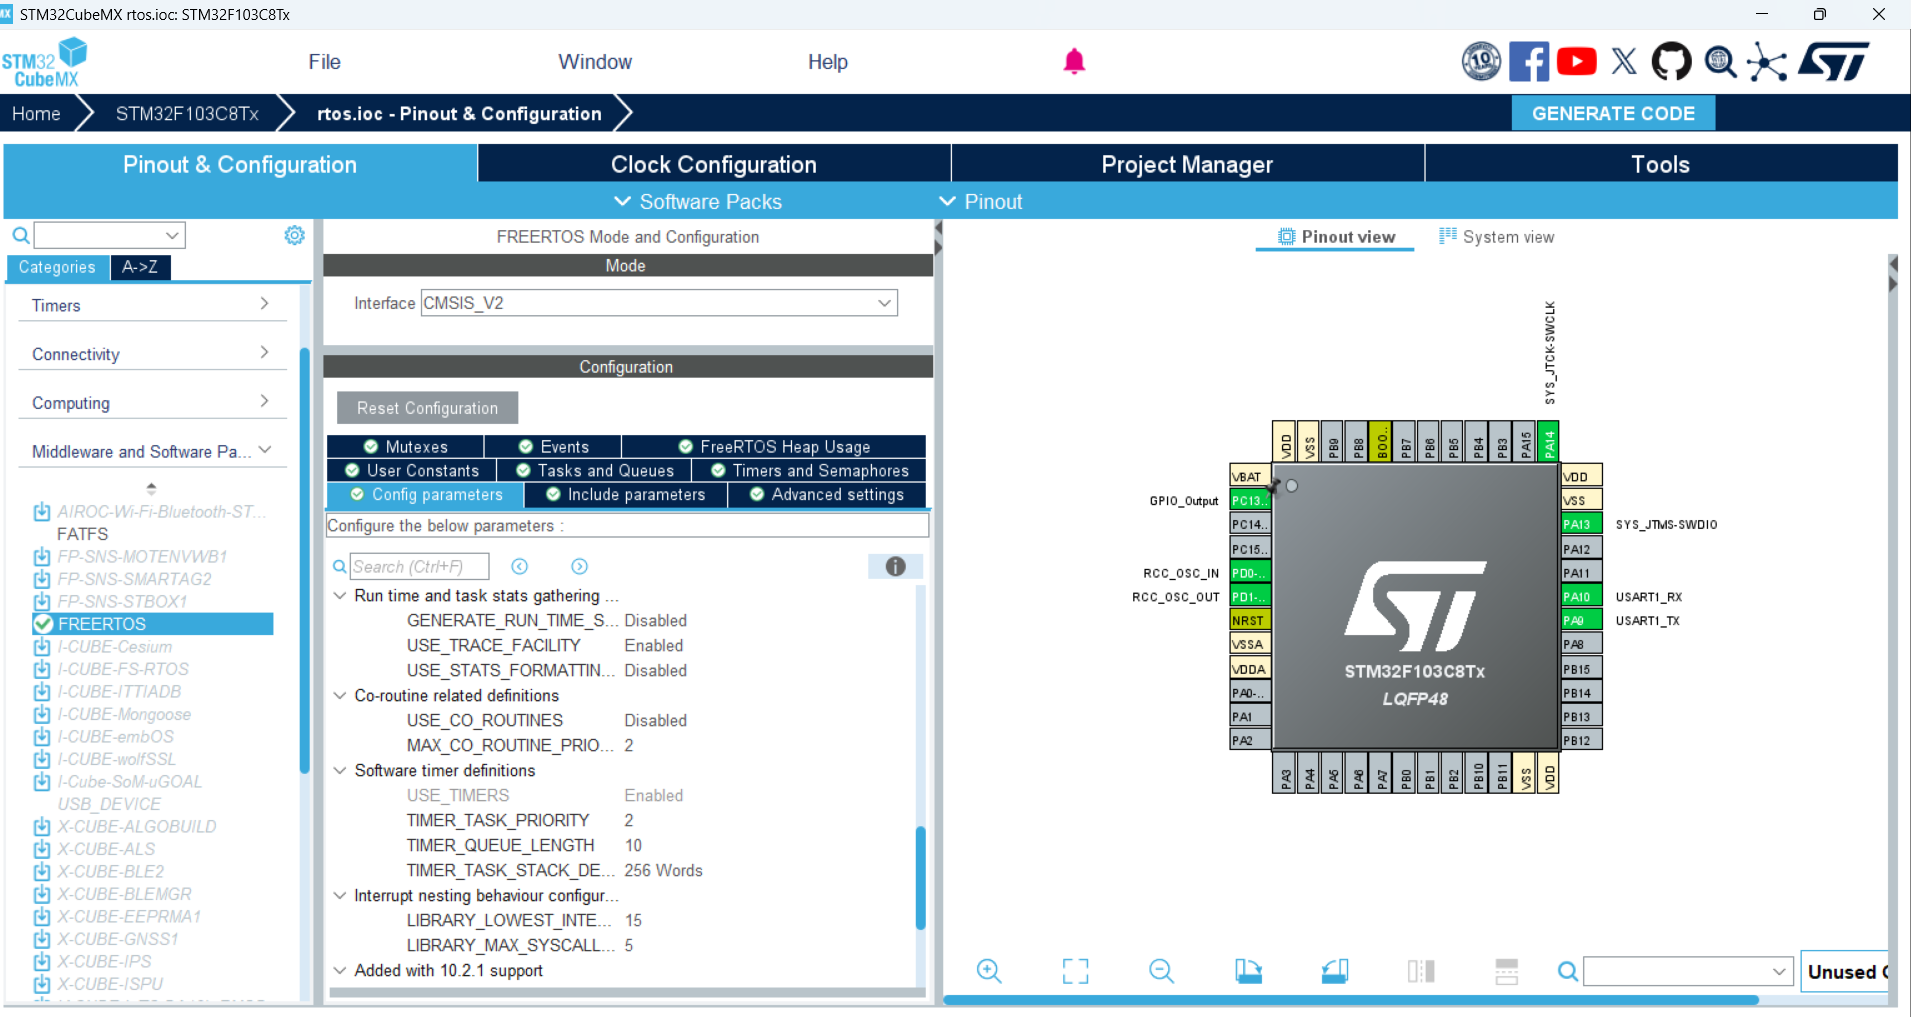 STM32CubeMX rtos.ioc: STM32F103C8Tx
STM32 CubeMX
File
Window
Help
Home
STM32F103C8Tx
rtos.ioc - Pinout & Configuration
GENERATE CODE
Pinout & Configuration
Clock Configuration
Project Manager
Tools
Software Packs
Pinout
Categories
A->Z
Timers
Connectivity
Computing
Middleware and Software Pa...
AIROC-Wi-Fi-Bluetooth-ST...
FATFS
FP-SNS-MOTENVWB1
FP-SNS-SMARTAG2
FP-SNS-STBOX1
FREERTOS
I-CUBE-Cesium
I-CUBE-FS-RTOS
I-CUBE-ITTIADB
I-CUBE-Mongoose
I-CUBE-embOS
I-CUBE-wolfSSL
I-Cube-SoM-uGOAL
USB_DEVICE
X-CUBE-ALGOBUILD
X-CUBE-ALS
X-CUBE-BLE2
X-CUBE-BLEMGR
X-CUBE-EEPRMA1
X-CUBE-GNSS1
X-CUBE-IPS
X-CUBE-ISPU
FREERTOS Mode and Configuration
Mode
Interface CMSIS_V2
Configuration
Reset Configuration
Mutexes
Events
FreeRTOS Heap Usage
User Constants
Tasks and Queues
Timers and Semaphores
Config parameters
Include parameters
Advanced settings
Configure the below parameters :
Search (Ctrl+F)
Run time and task stats gathering ...
GENERATE_RUN_TIME_S... Disabled
USE_TRACE_FACILITY Enabled
USE_STATS_FORMATTIN... Disabled
Co-routine related definitions
USE_CO_ROUTINES Disabled
MAX_CO_ROUTINE_PRIO... 2
Software timer definitions
USE_TIMERS Enabled
TIMER_TASK_PRIORITY 2
TIMER_QUEUE_LENGTH 10
TIMER_TASK_STACK_DE... 256 Words
Interrupt nesting behaviour configur...
LIBRARY_LOWEST_INTE... 15
LIBRARY_MAX_SYSCALL... 5
Added with 10.2.1 support
Pinout view
System view
SYS_JTCK-SWCLK
VDD
VSS
PB9
PB8
BOO..
PB7
PB6
PB5
PB4
PB3
PA15
PA14
VBAT
GPIO_Output PC13..
PC14..
PC15..
RCC_OSC_IN PD0-..
RCC_OSC_OUT PD1-..
NRST
VSSA
VDDA
PA0-..
PA1
PA2
STM32F103C8Tx
LQFP48
VDD
VSS
PA13 SYS_JTMS-SWDIO
PA12
PA11
PA10 USART1_RX
PA9 USART1_TX
PA8
PB15
PB14
PB13
PB12
PA3
PA4
PA5
PA6
PA7
PB0
PB1
PB2
PB10
PB11
VSS
VDD
Unused